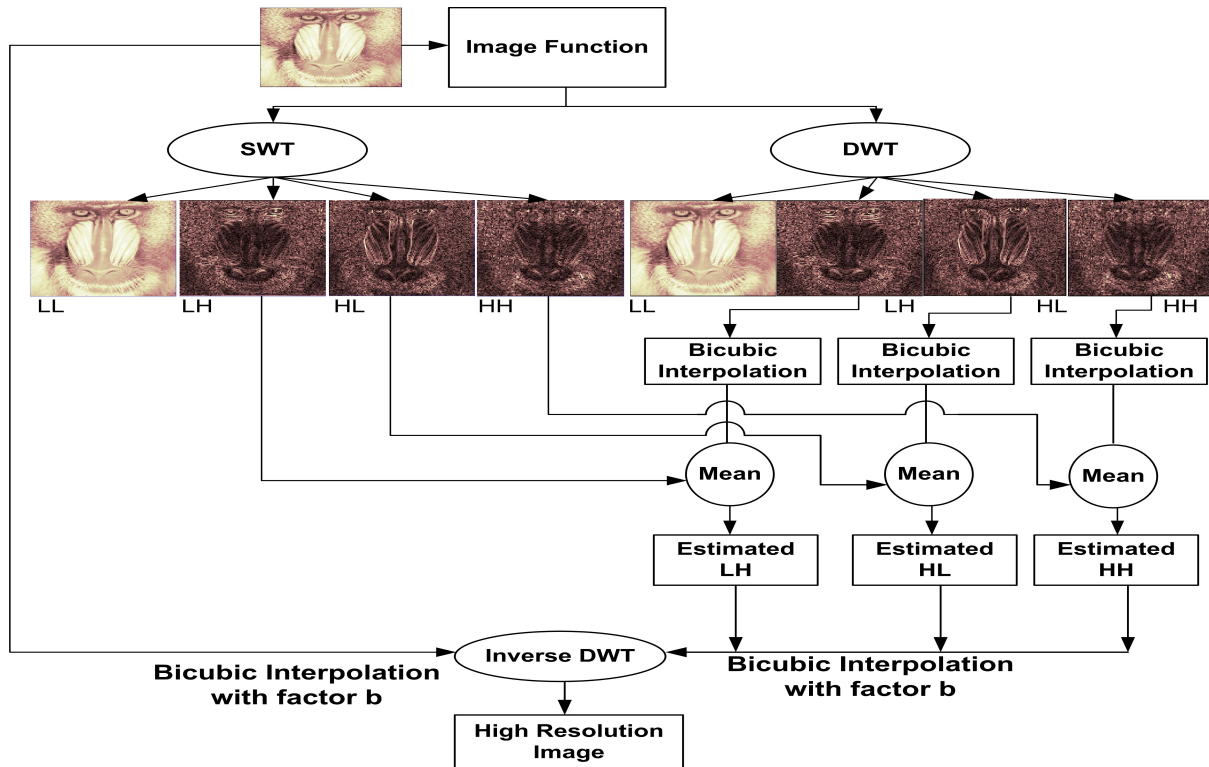 Image Function
SWT
DWT
LL
LH
HL
HH
LL
LH
HL
HH
Bicubic
Interpolation
Bicubic
Interpolation
Bicubic
Interpolation
Mean
Mean
Mean
Estimated
LH
Estimated
HL
Estimated
HH
Inverse DWT
Bicubic Interpolation
with factor b
Bicubic Interpolation
with factor b
High Resolution
Image